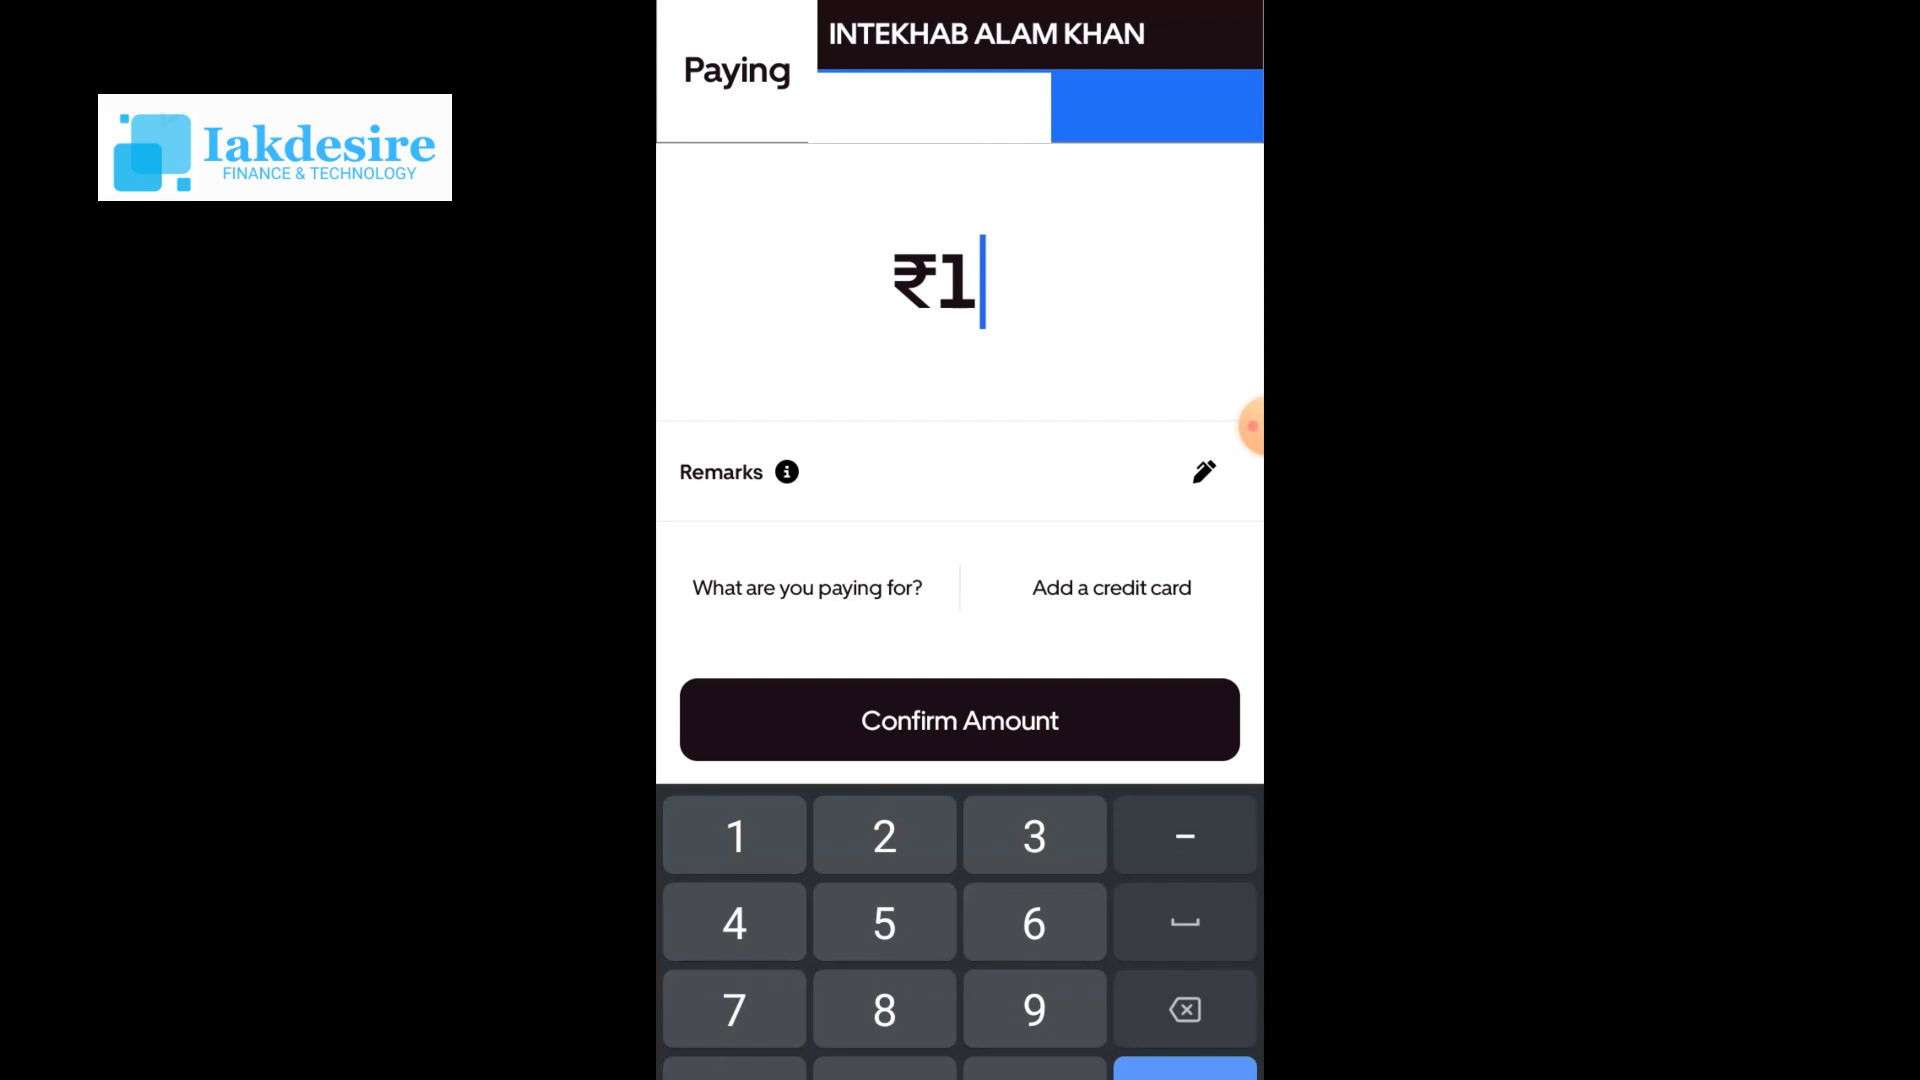 INTEKHAB ALAM KHAN
Paying
Iakdesire
FINANCE & TECHNOLOGY
₹1
Remarks
What are you paying for?
Add a credit card
Confirm Amount
1 2 3 -
4 5 6
7 8 9